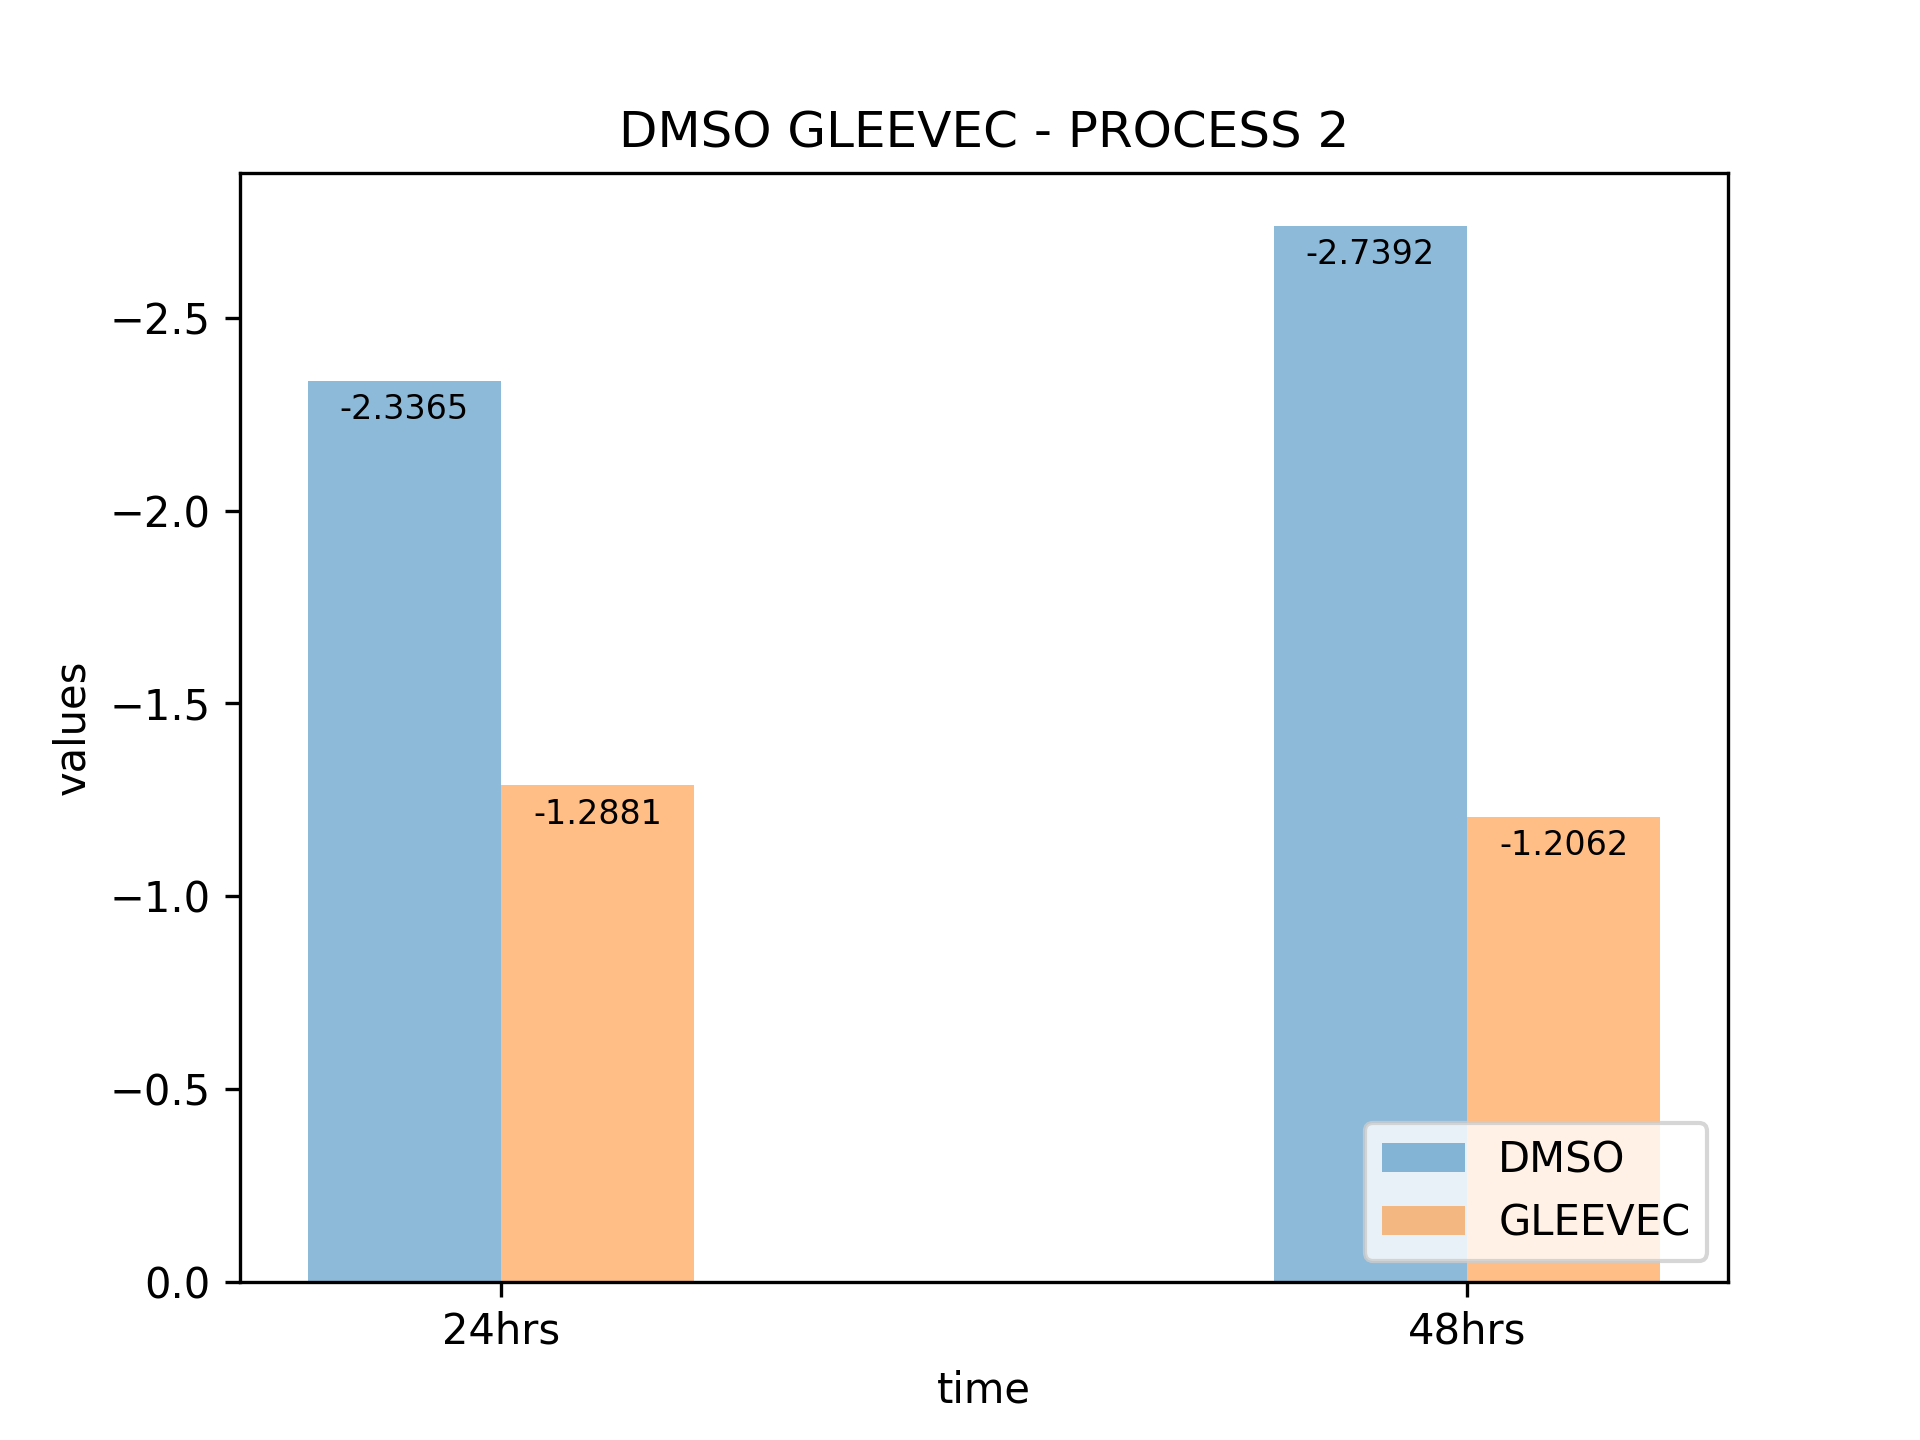 DMSO GLEEVEC - PROCESS 2
values
−2.5
−2.0
−1.5
−1.0
−0.5
0.0
-2.3365
-1.2881
-2.7392
-1.2062
DMSO
GLEEVEC
24hrs
48hrs
time